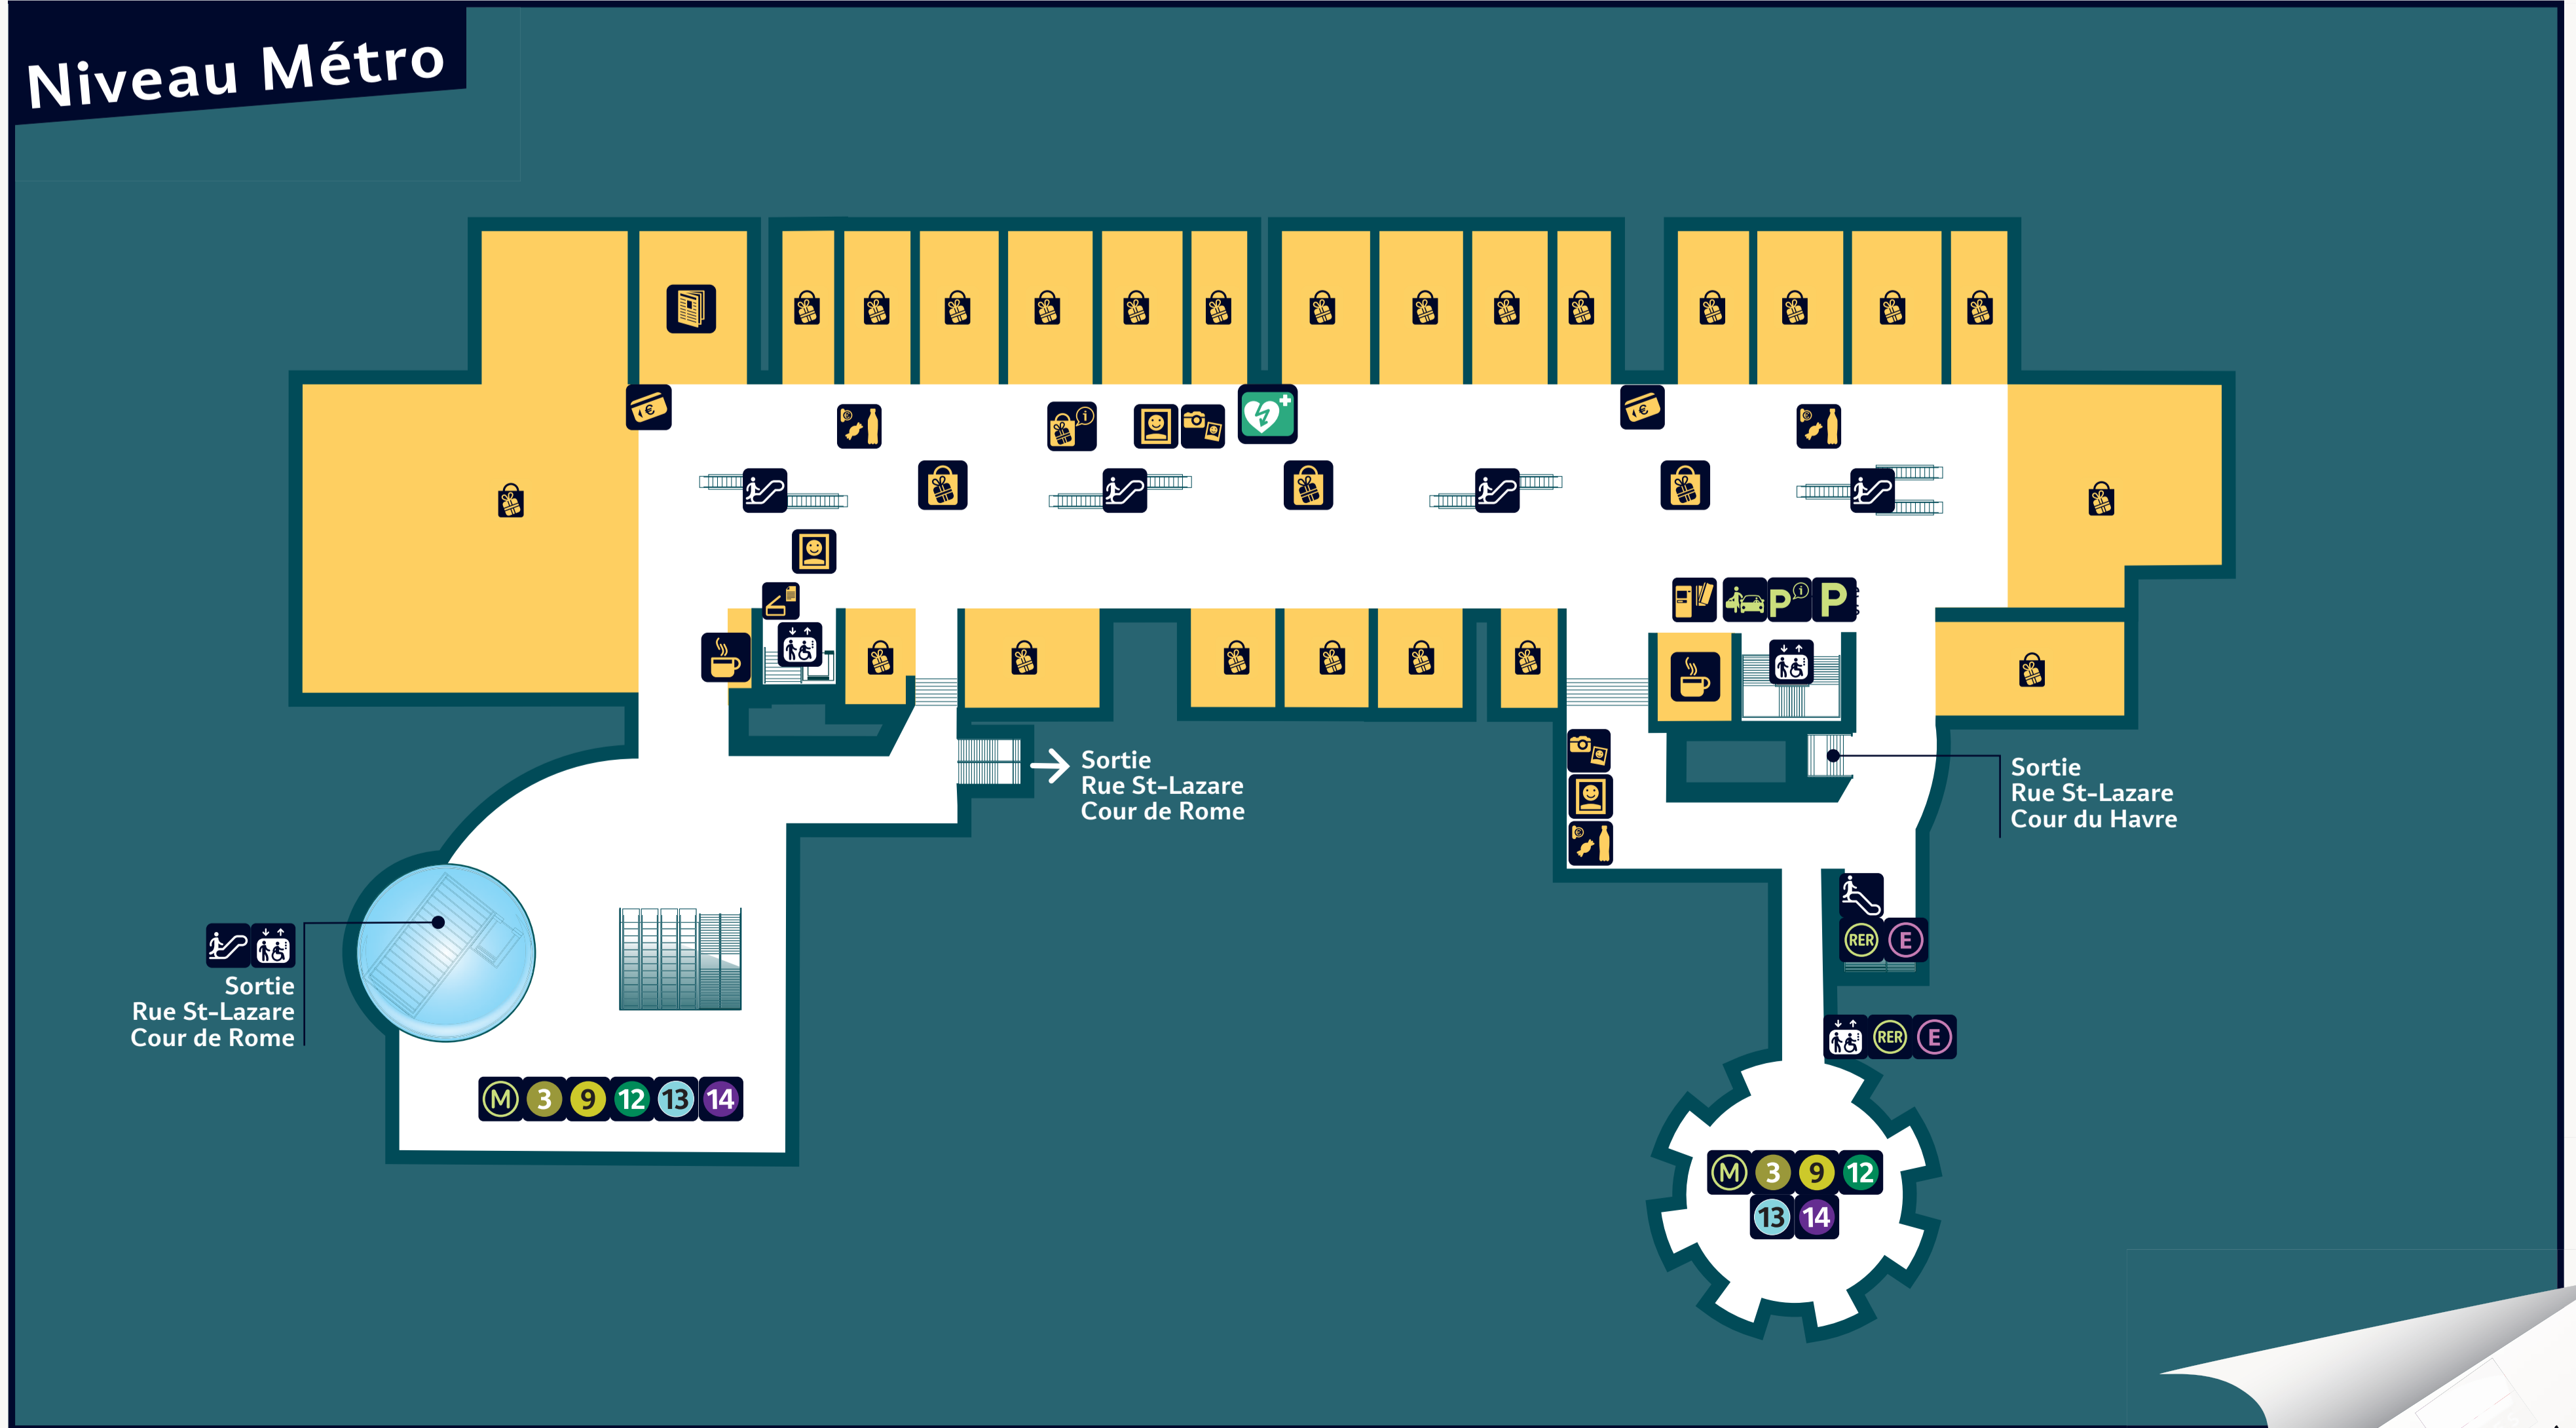 Niveau Métro
Sortie
Rue St-Lazare
Cour de Rome
Sortie
Rue St-Lazare
Cour du Havre
P P
RER E
Sortie
Rue St-Lazare
Cour de Rome
RER E
M 3 9 12 13 14
M 3 9 12
13 14